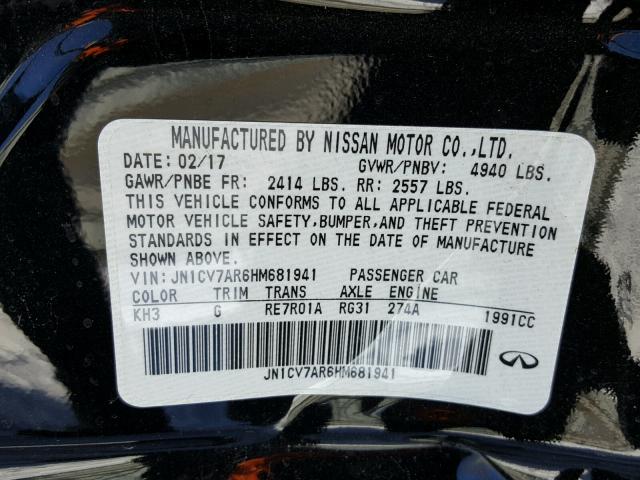 MANUFACTURED BY NISSAN MOTOR CO.,LTD.
DATE: 02/17 GVWR/PNBV: 4940 LBS.
GAWR/PNBE FR: 2414 LBS. RR: 2557 LBS.
THIS VEHICLE CONFORMS TO ALL APPLICABLE FEDERAL
MOTOR VEHICLE SAFETY,BUMPER,AND THEFT PREVENTION
STANDARDS IN EFFECT ON THE DATE OF MANUFACTURE
SHOWN ABOVE.
VIN: JN1CV7AR6HM681941 PASSENGER CAR
COLOR TRIM TRANS AXLE ENGINE
KH3 G RE7R01A RG31 274A 1991CC
JN1CV7AR6HM681941